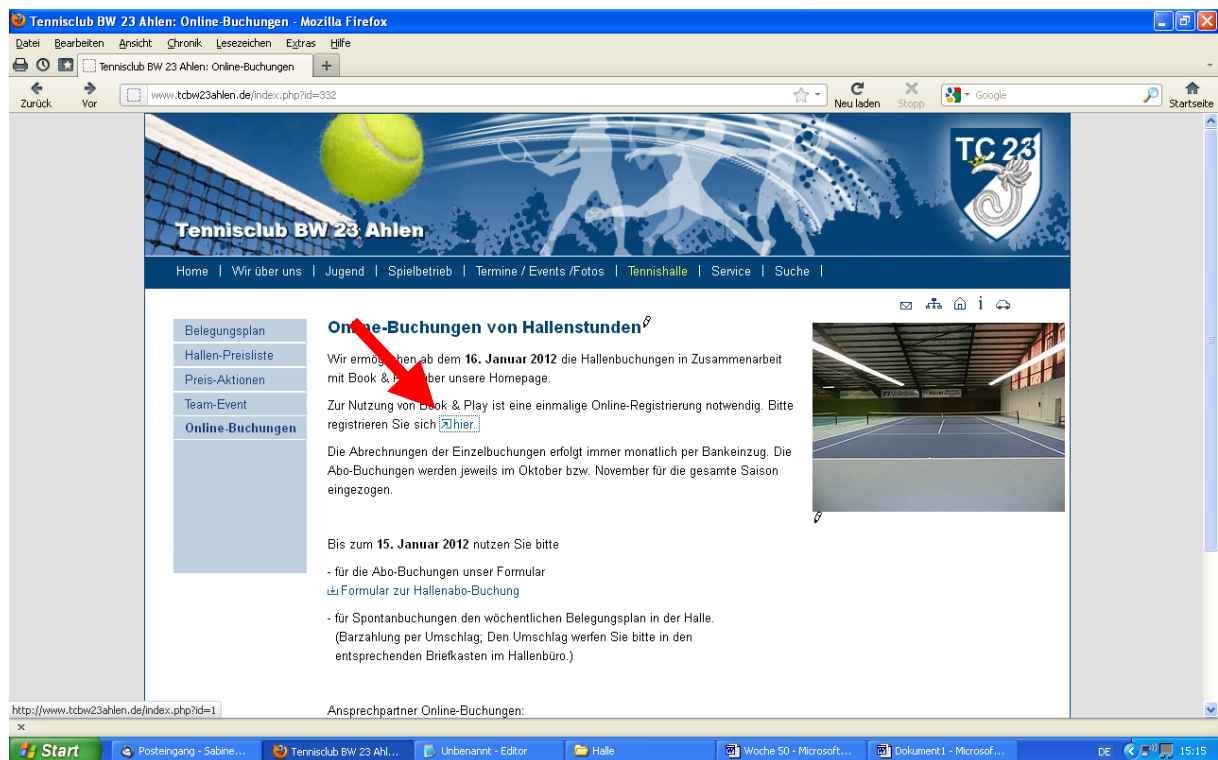 Tennisclub BW 23 Ahlen: Online-Buchungen - Mozilla Firefox
Datei Bearbeiten Ansicht Chronik Lesezeichen Extras Hilfe
Tennisclub BW 23 Ahlen: Online-Buchungen
Zurück Vor www.tcbw23ahlen.de/index.php?id=332 Neu laden Stopp Google Startseite
TC 23
Tennisclub BW 23 Ahlen
Home | Wir über uns | Jugend | Spielbetrieb | Termine / Events /Fotos | Tennishalle | Service | Suche |
Belegungsplan
Hallen-Preisliste
Preis-Aktionen
Team-Event
Online-Buchungen
Online-Buchungen von Hallenstunden
Wir ermöglichen ab dem 16. Januar 2012 die Hallenbuchungen in Zusammenarbeit
mit Book & Play über unsere Homepage.
Zur Nutzung von Book & Play ist eine einmalige Online-Registrierung notwendig. Bitte
registrieren Sie sich hier.
Die Abrechnungen der Einzelbuchungen erfolgt immer monatlich per Bankeinzug. Die
Abo-Buchungen werden jeweils im Oktober bzw. November für die gesamte Saison
eingezogen.
Bis zum 15. Januar 2012 nutzen Sie bitte
- für die Abo-Buchungen unser Formular
Formular zur Hallenabo-Buchung
- für Spontanbuchungen den wöchentlichen Belegungsplan in der Halle.
(Barzahlung per Umschlag; Den Umschlag werfen Sie bitte in den
entsprechenden Briefkasten im Hallenbüro.)
Ansprechpartner Online-Buchungen:
http://www.tcbw23ahlen.de/index.php?id=1
Start Posteingang - Sabine... Tennisclub BW 23 Ahl... Unbenannt - Editor Halle Woche 50 - Microsoft... Dokument1 - Microsof... DE 15:15